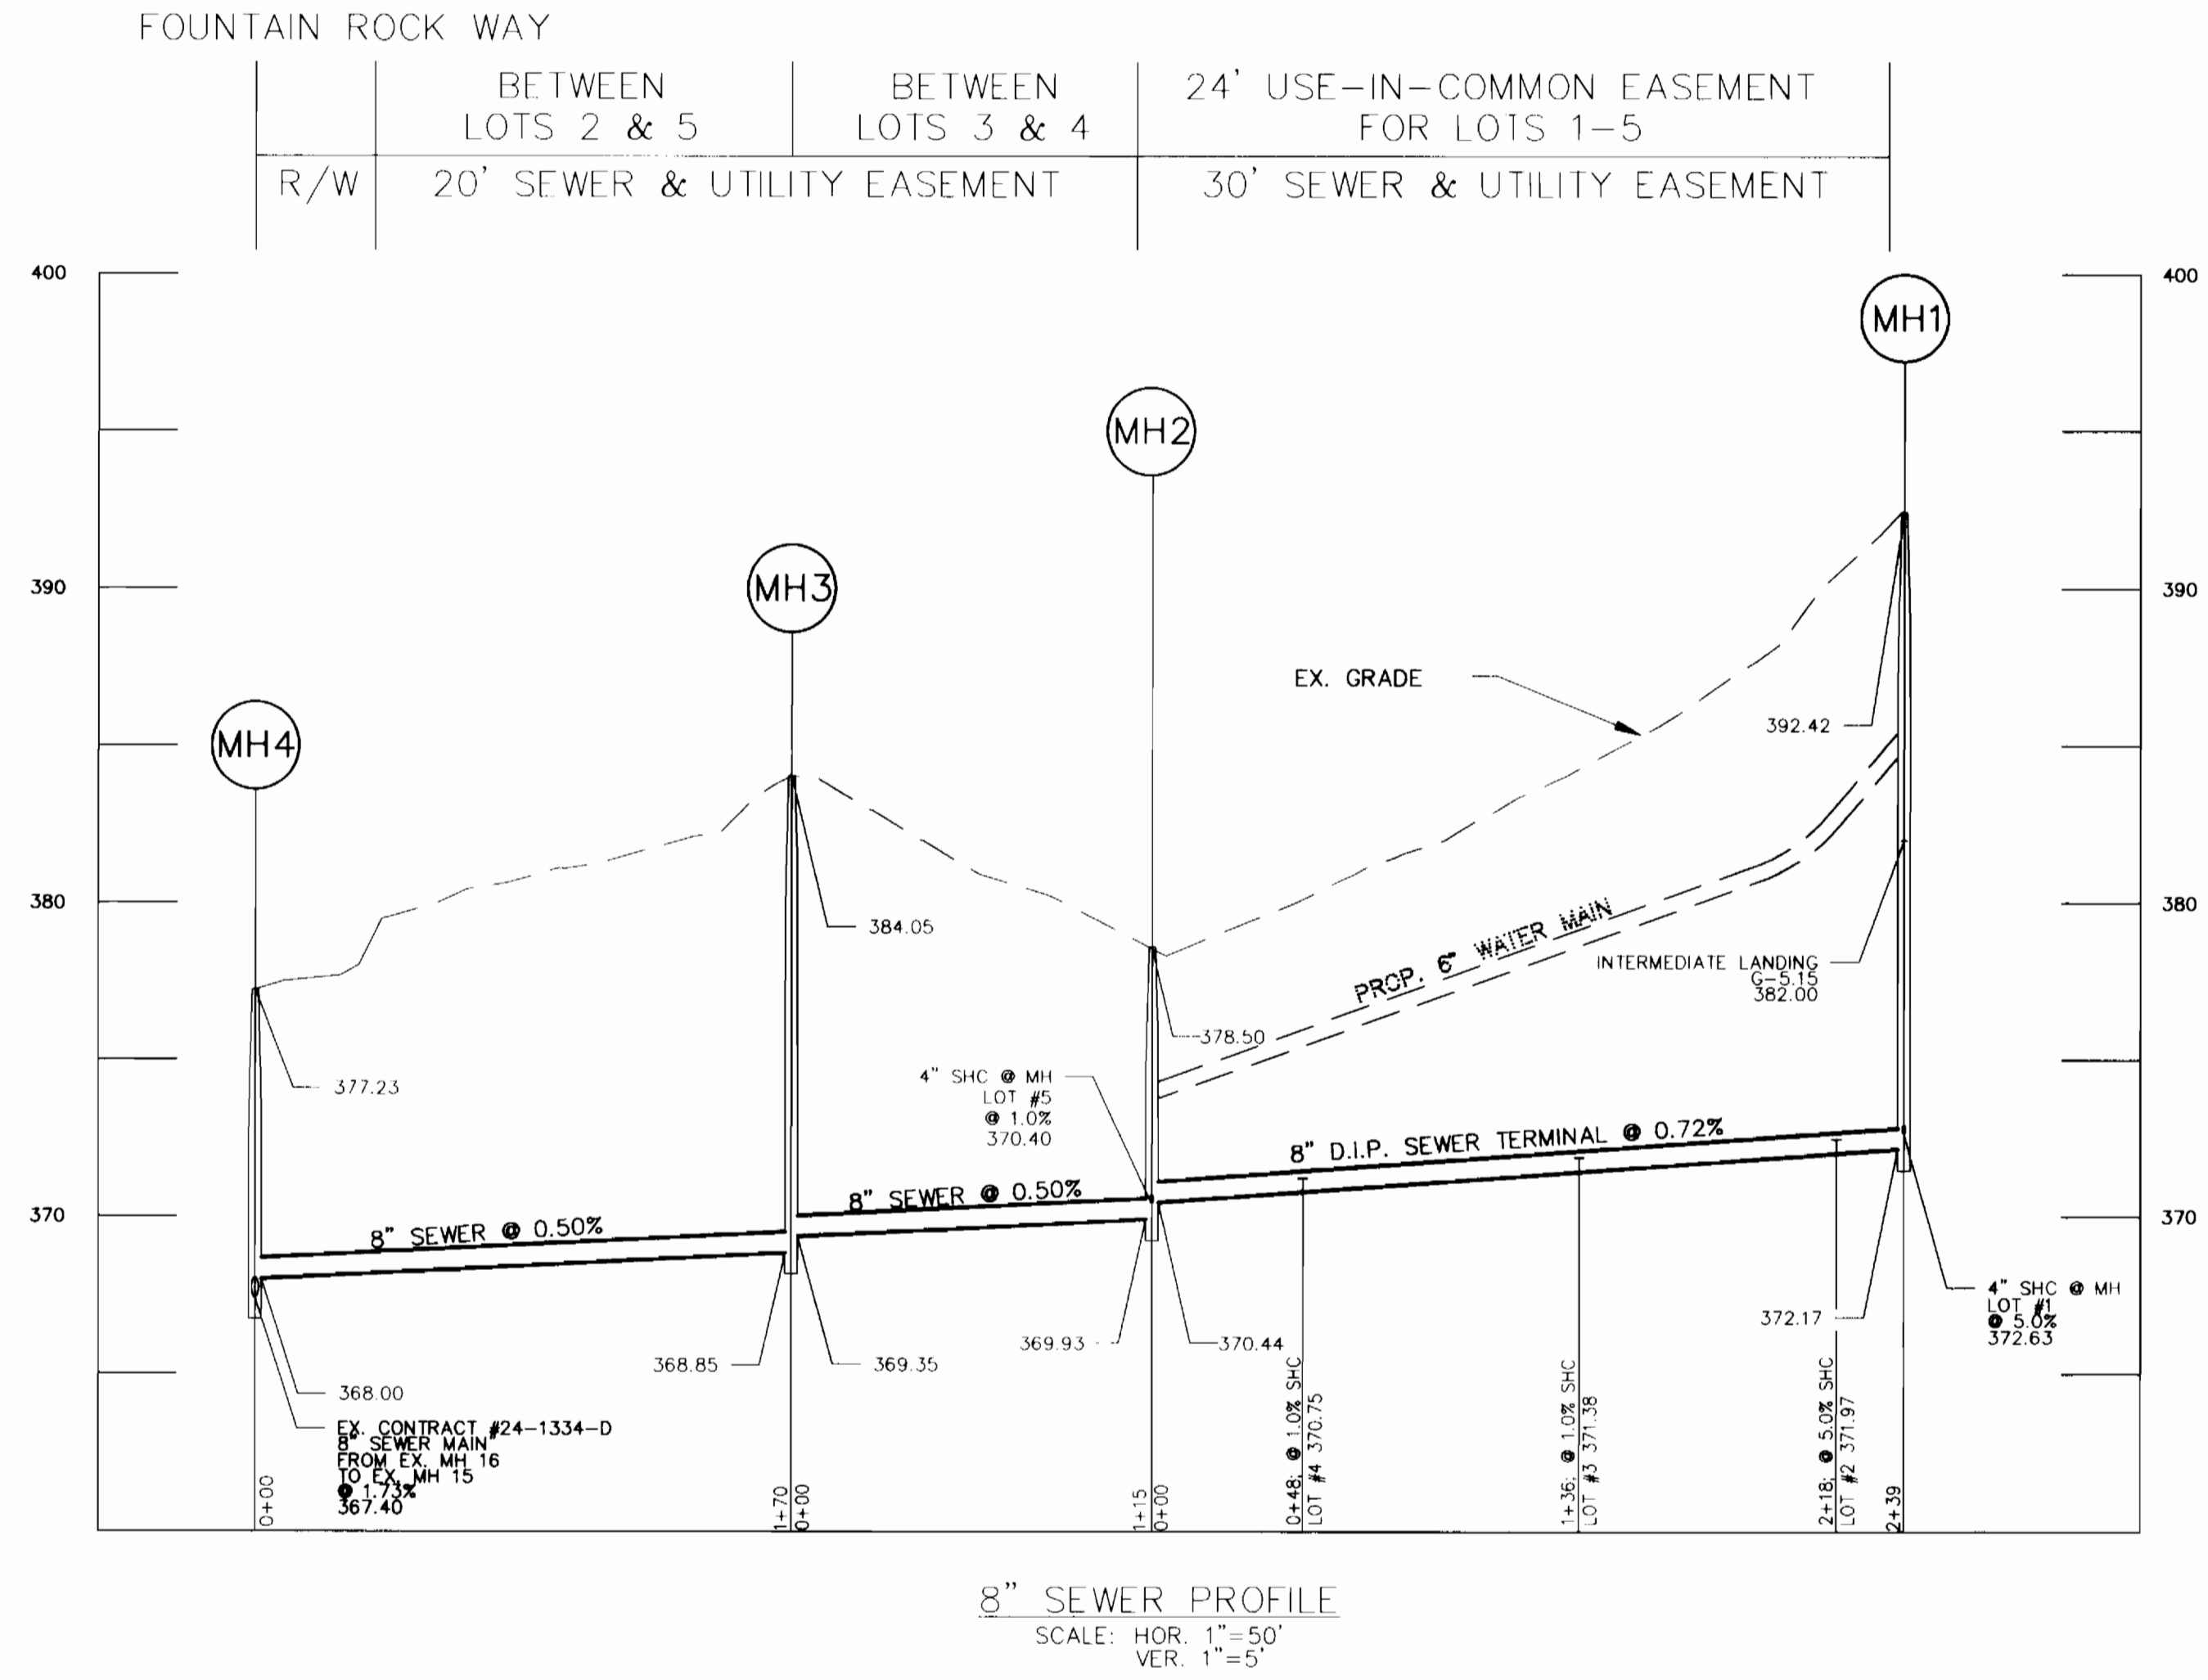 FOUNTAIN ROCK WAY
BETWEEN
LOTS 2 & 5
BETWEEN
LOTS 3 & 4
24' USE-IN-COMMON EASEMENT
FOR LOTS 1-5
R/W
20' SEWER & UTILITY EASEMENT
30' SEWER & UTILITY EASEMENT
400
400
MH1
MH2
390
MH3
390
EX. GRADE
392.42
MH4
380
384.05
380
PROP. 6" WATER MAIN
INTERMEDIATE LANDING
G-5.15
382.00
378.50
377.23
4" SHC @ MH
LOT #5
@ 1.0%
370.40
8" D.I.P. SEWER TERMINAL @ 0.72%
8" SEWER @ 0.50%
370
8" SEWER @ 0.50%
370
4" SHC @ MH
LOT #1
@ 5.0%
372.63
372.17
369.93
370.44
368.85
369.35
368.00
EX. CONTRACT #24-1334-D
8" SEWER MAIN
FROM EX. MH 16
TO EX. MH 15
@ 1.73%
367.40
0+00
1+70
0+00
1+15
0+00
0+48; @ 1.0% SHC
LOT #4 370.75
1+36; @ 1.0% SHC
LOT #3 371.38
2+18; @ 5.0% SHC
LOT #2 371.97
2+39
8" SEWER PROFILE
SCALE: HOR. 1"=50'
VER. 1"=5'